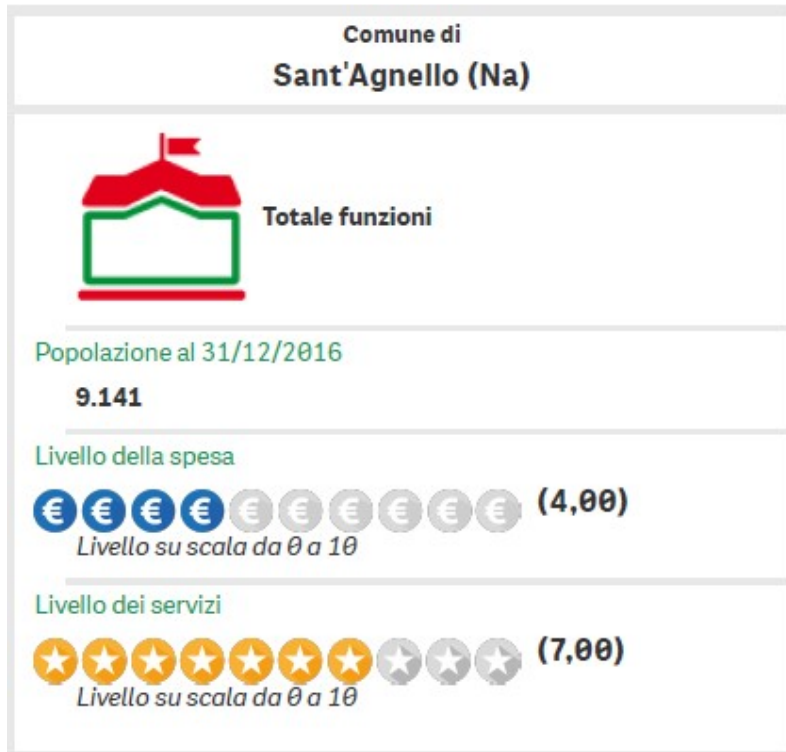 Comune di
Sant'Agnello (Na)
Totale funzioni
Popolazione al 31/12/2016
9.141
Livello della spesa
€ € € € € € € € € € (4,00)
Livello su scala da 0 a 10
Livello dei servizi
(7,00)
Livello su scala da 0 a 10